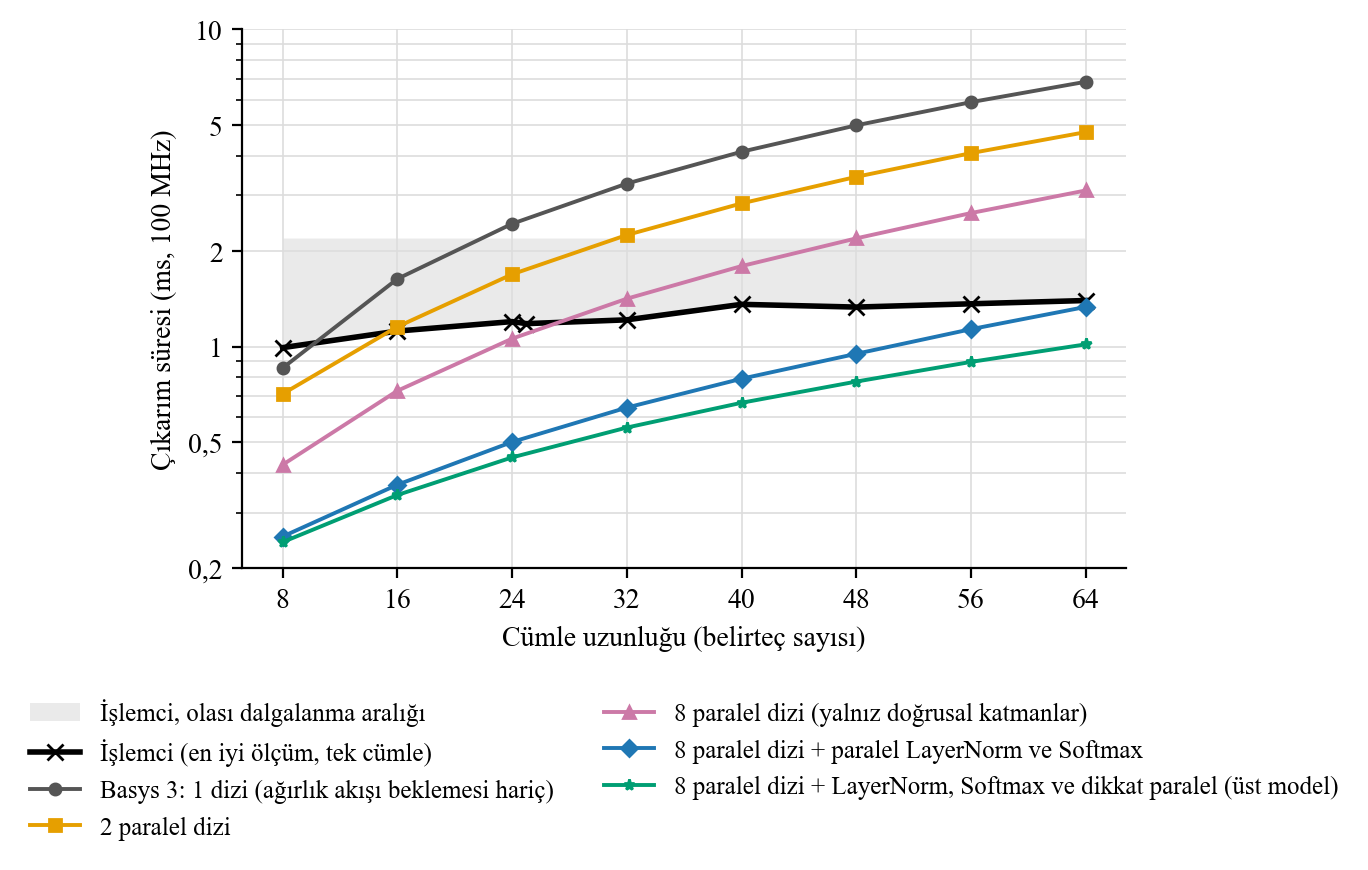 10
5
2
1
0,5
0,2
Çıkarım süresi (ms, 100 MHz)
8 16 24 32 40 48 56 64
Cümle uzunluğu (belirteç sayısı)
İşlemci, olası dalgalanma aralığı
İşlemci (en iyi ölçüm, tek cümle)
Basys 3: 1 dizi (ağırlık akışı beklemesi hariç)
2 paralel dizi
8 paralel dizi (yalnız doğrusal katmanlar)
8 paralel dizi + paralel LayerNorm ve Softmax
8 paralel dizi + LayerNorm, Softmax ve dikkat paralel (üst model)